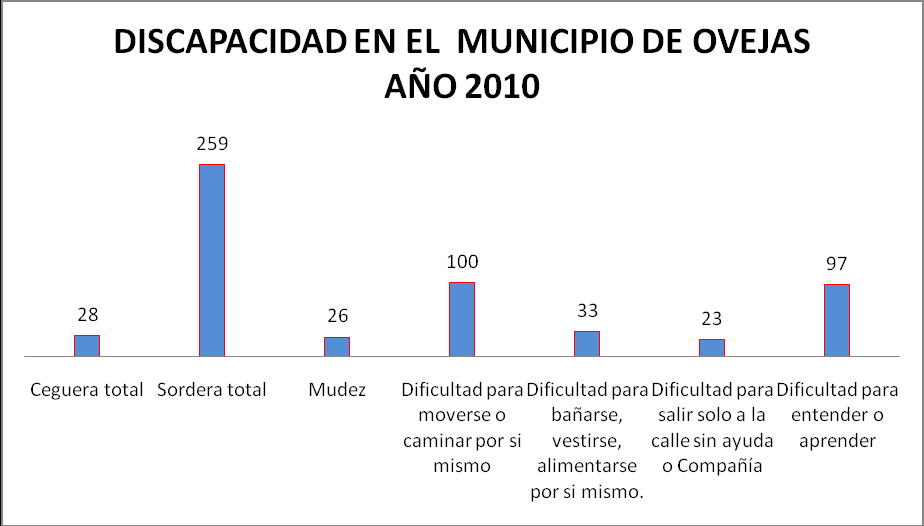 DISCAPACIDAD EN EL MUNICIPIO DE OVEJAS
AÑO 2010
28
259
26
100
33
23
97
Ceguera total
Sordera total
Mudez
Dificultad para
moverse o
caminar por si
mismo
Dificultad para
bañarse,
vestirse,
alimentarse
por si mismo.
Dificultad para
salir solo a la
calle sin ayuda
o Compañía
Dificultad para
entender o
aprender